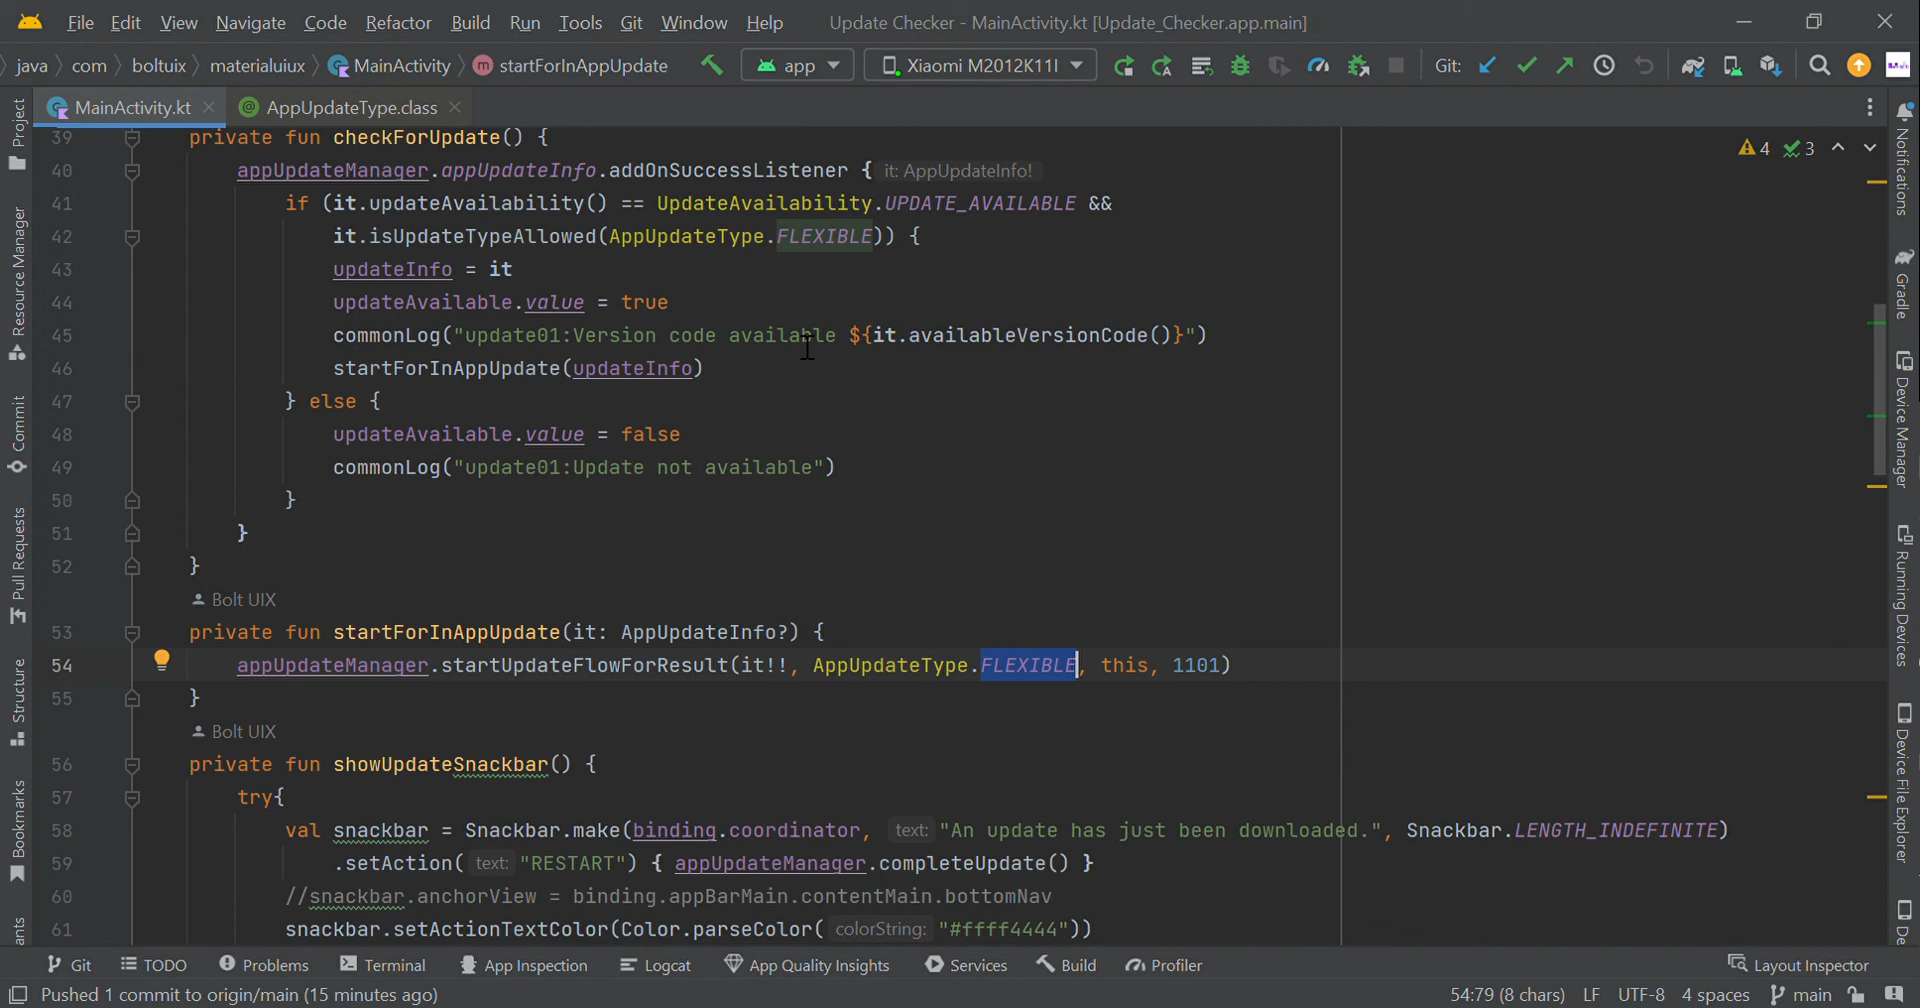 File Edit View Navigate Code Refactor Build Run Tools Git Window Help Update Checker - MainActivity.kt [Update_Checker.app.main]
java com boltuix materialuiux MainActivity startForInAppUpdate app Xiaomi M2012K11I Git:
MainActivity.kt AppUpdateType.class
39 private fun checkForUpdate() {
40 appUpdateManager.appUpdateInfo.addOnSuccessListener { it: AppUpdateInfo!
41 if (it.updateAvailability() == UpdateAvailability.UPDATE_AVAILABLE &&
42 it.isUpdateTypeAllowed(AppUpdateType.FLEXIBLE)) {
43 updateInfo = it
44 updateAvailable.value = true
45 commonLog("update01:Version code available ${it.availableVersionCode()}")
46 startForInAppUpdate(updateInfo)
47 } else {
48 updateAvailable.value = false
49 commonLog("update01:Update not available")
50 }
51 }
52 }
Bolt UIX
53 private fun startForInAppUpdate(it: AppUpdateInfo?) {
54 appUpdateManager.startUpdateFlowForResult(it!!, AppUpdateType.FLEXIBLE, this, 1101)
55 }
Bolt UIX
56 private fun showUpdateSnackbar() {
57 try{
58 val snackbar = Snackbar.make(binding.coordinator, text: "An update has just been downloaded.", Snackbar.LENGTH_INDEFINITE)
59 .setAction( text: "RESTART") { appUpdateManager.completeUpdate() }
60 //snackbar.anchorView = binding.appBarMain.contentMain.bottomNav
61 snackbar.setActionTextColor(Color.parseColor( colorString: "#ffff4444"))
4 3
Project
Resource Manager
Commit
Pull Requests
Structure
Bookmarks
ants
Notifications
Gradle
Device Manager
Running Devices
Device File Explorer
De
Git TODO Problems Terminal App Inspection Logcat App Quality Insights Services Build Profiler Layout Inspector
Pushed 1 commit to origin/main (15 minutes ago) 54:79 (8 chars) LF UTF-8 4 spaces main